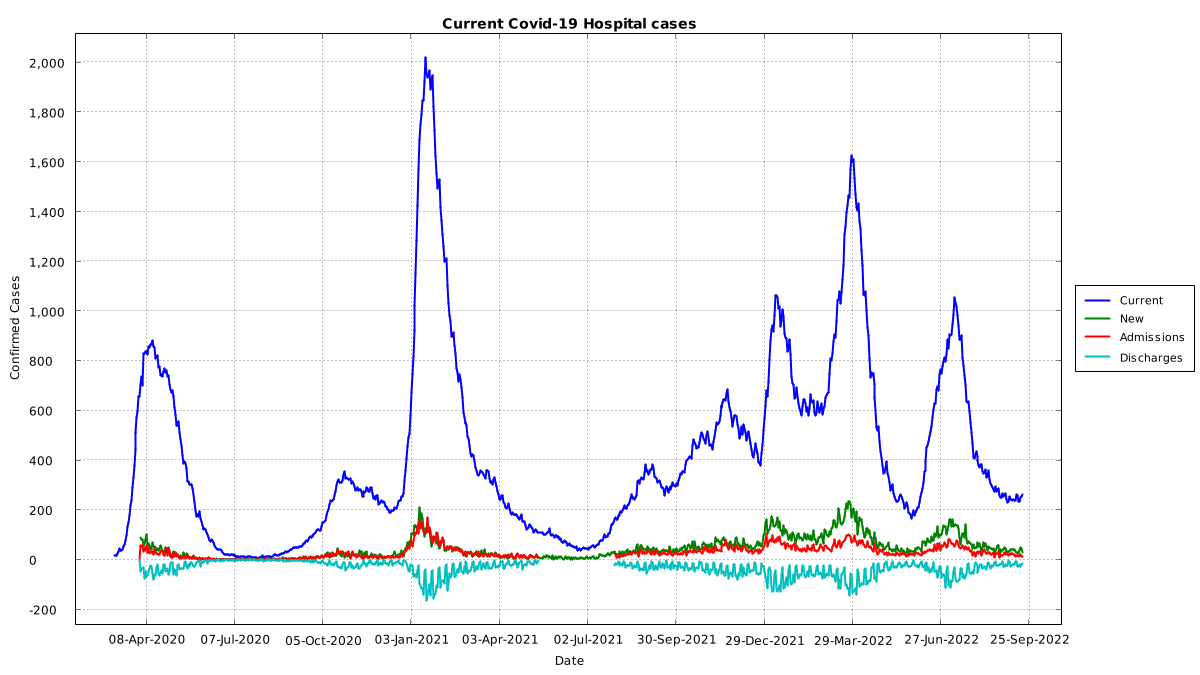 Current Covid-19 Hospital cases
Confirmed Cases
2,000
1,800
1,600
1,400
1,200
1,000
800
600
400
200
0
-200
08-Apr-2020 07-Jul-2020 05-Oct-2020 03-Jan-2021 03-Apr-2021 02-Jul-2021 30-Sep-2021 29-Dec-2021 29-Mar-2022 27-Jun-2022 25-Sep-2022
Date
Current
New
Admissions
Discharges